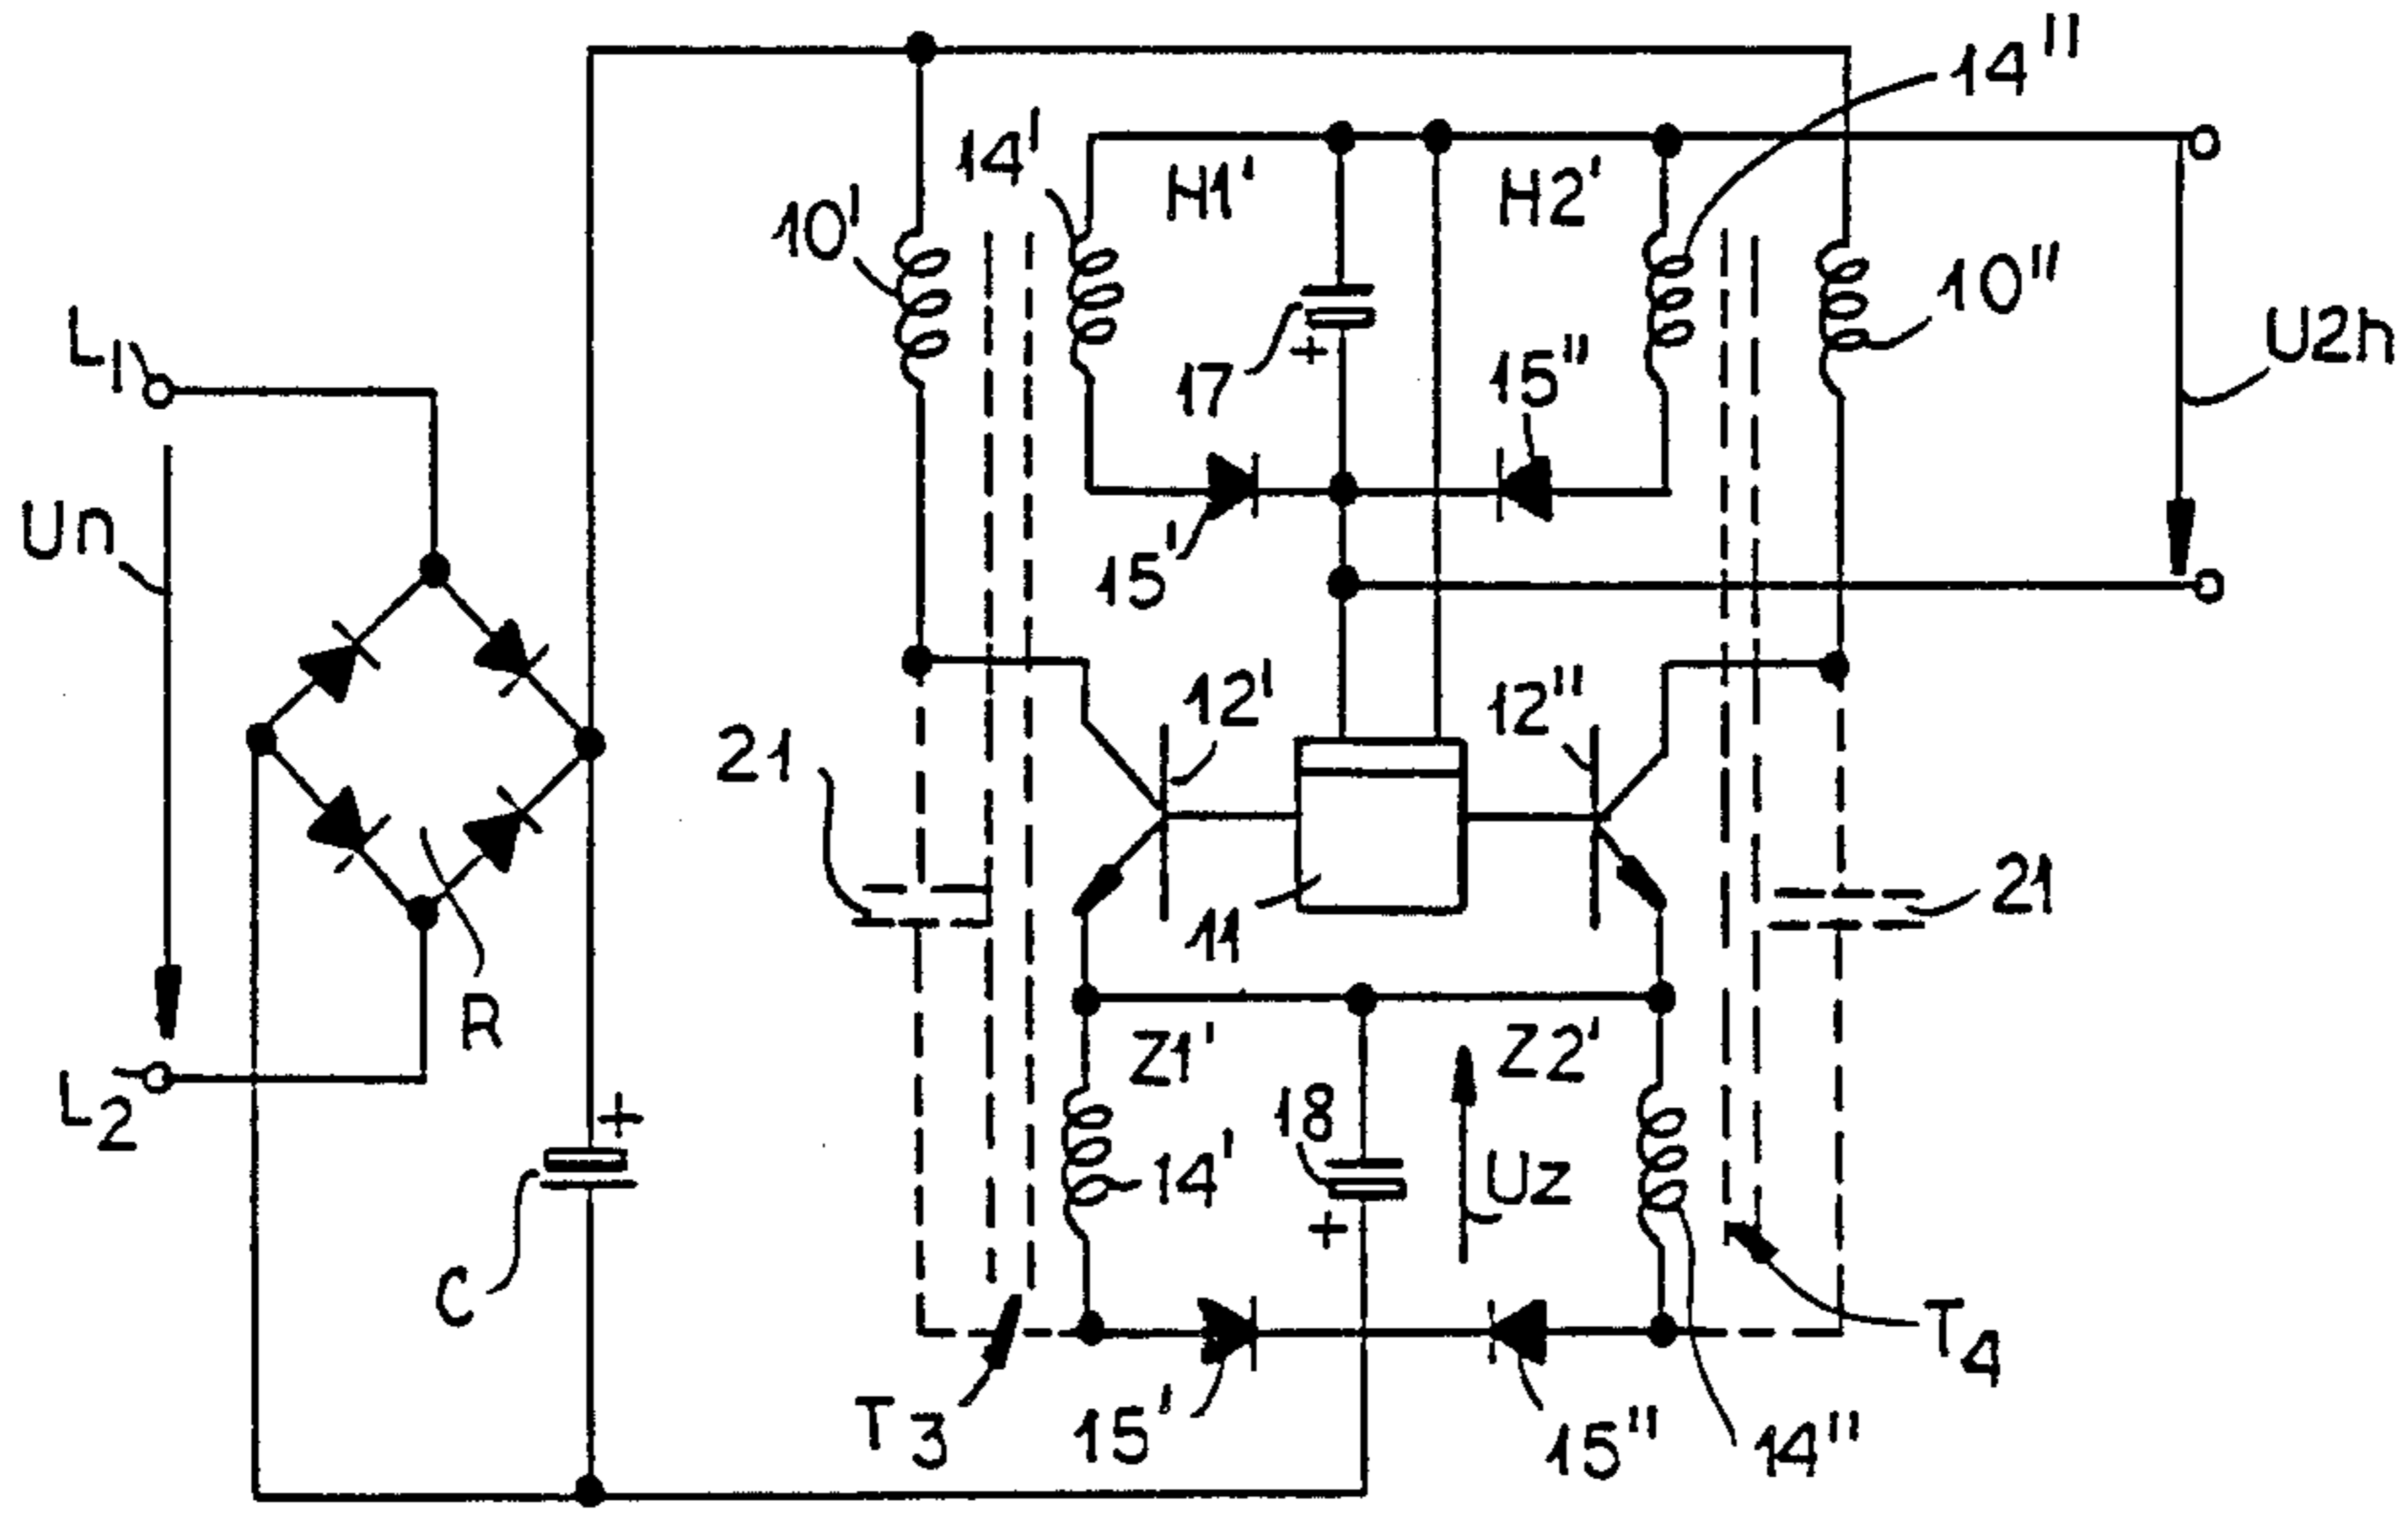 14"
14'
H1'
H2'
10'
10"
L1
U2h
17
+
15"
Un
15'
12'
12"
21
21
11
R
Z1'
Z2'
L2
+
18
14'
Uz
+
C
T4
T3
15'
15"
14"